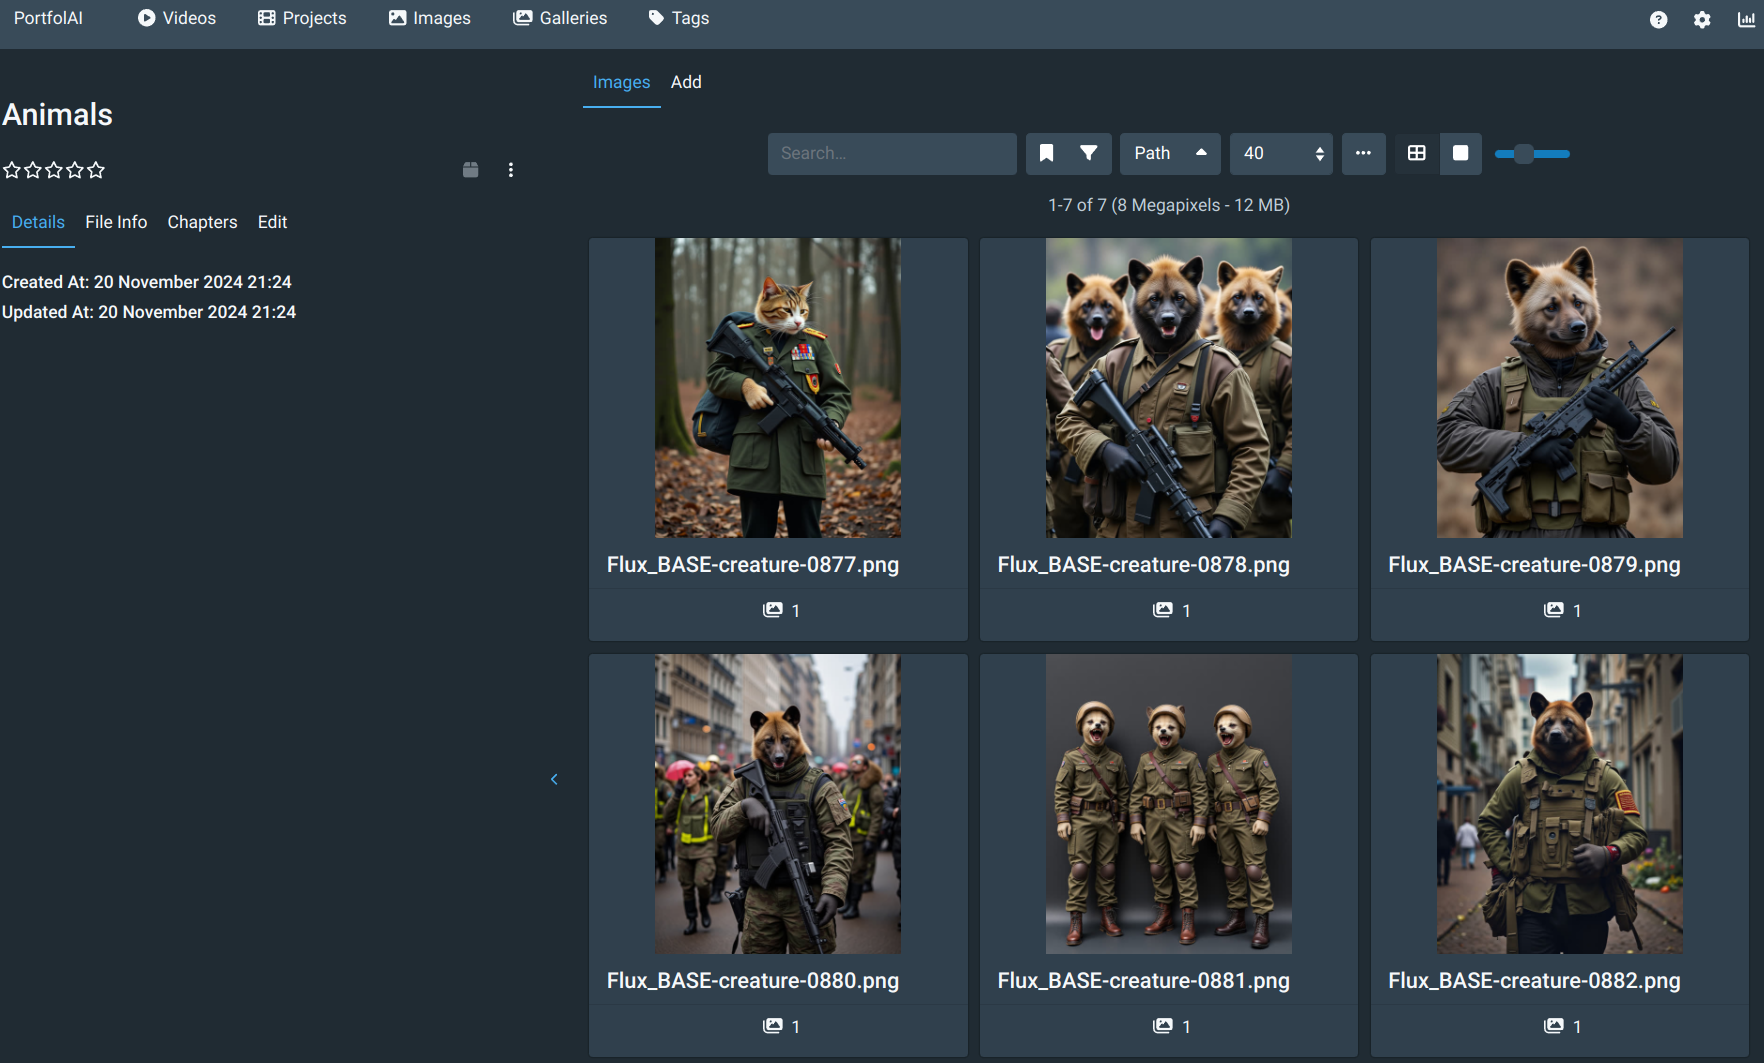 PortfolAI Videos Projects Images Galleries Tags
Images Add
Animals
Search... Path 40
Details File Info Chapters Edit
1-7 of 7 (8 Megapixels - 12 MB)
Created At: 20 November 2024 21:24
Updated At: 20 November 2024 21:24
Flux_BASE-creature-0877.png Flux_BASE-creature-0878.png Flux_BASE-creature-0879.png
1 1 1
Flux_BASE-creature-0880.png Flux_BASE-creature-0881.png Flux_BASE-creature-0882.png
1 1 1